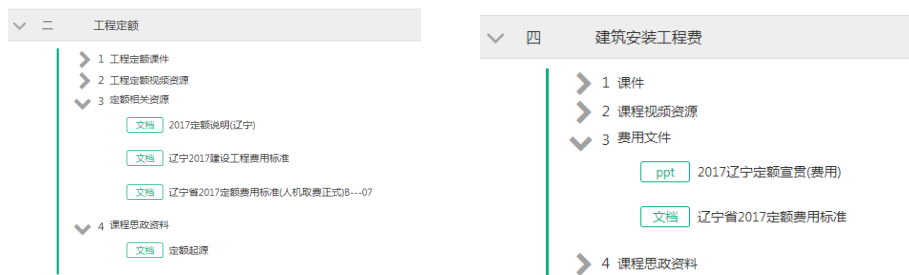 二 工程定额
1 工程定额课件
2 工程定额视频资源
3 定额相关资源
文档 2017定额说明(辽宁)
文档 辽宁2017建设工程费用标准
文档 辽宁省2017定额费用标准(人机取费正式)B---07
4 课程思政资料
文档 定额起源
四 建筑安装工程费
1 课件
2 课程视频资源
3 费用文件
ppt 2017辽宁定额宣贯(费用)
文档 辽宁省2017定额费用标准
4 课程思政资料